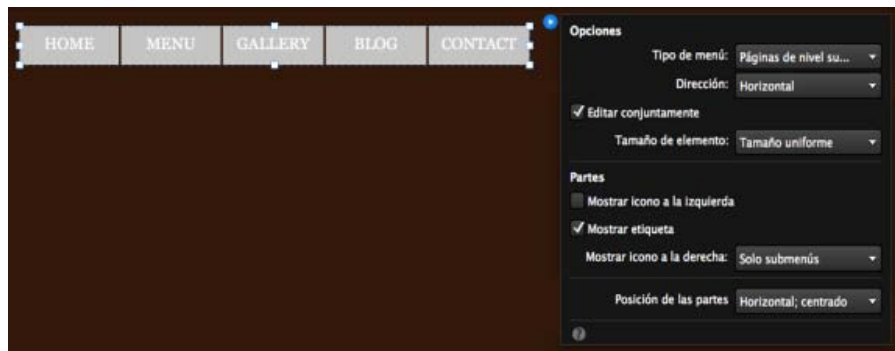 HOME MENU GALLERY BLOG CONTACT
Opciones
Tipo de menú: Páginas de nivel su...
Dirección: Horizontal
Editar conjuntamente
Tamaño de elemento: Tamaño uniforme
Partes
Mostrar icono a la izquierda
Mostrar etiqueta
Mostrar icono a la derecha: Solo submenús
Posición de las partes Horizontal; centrado
?